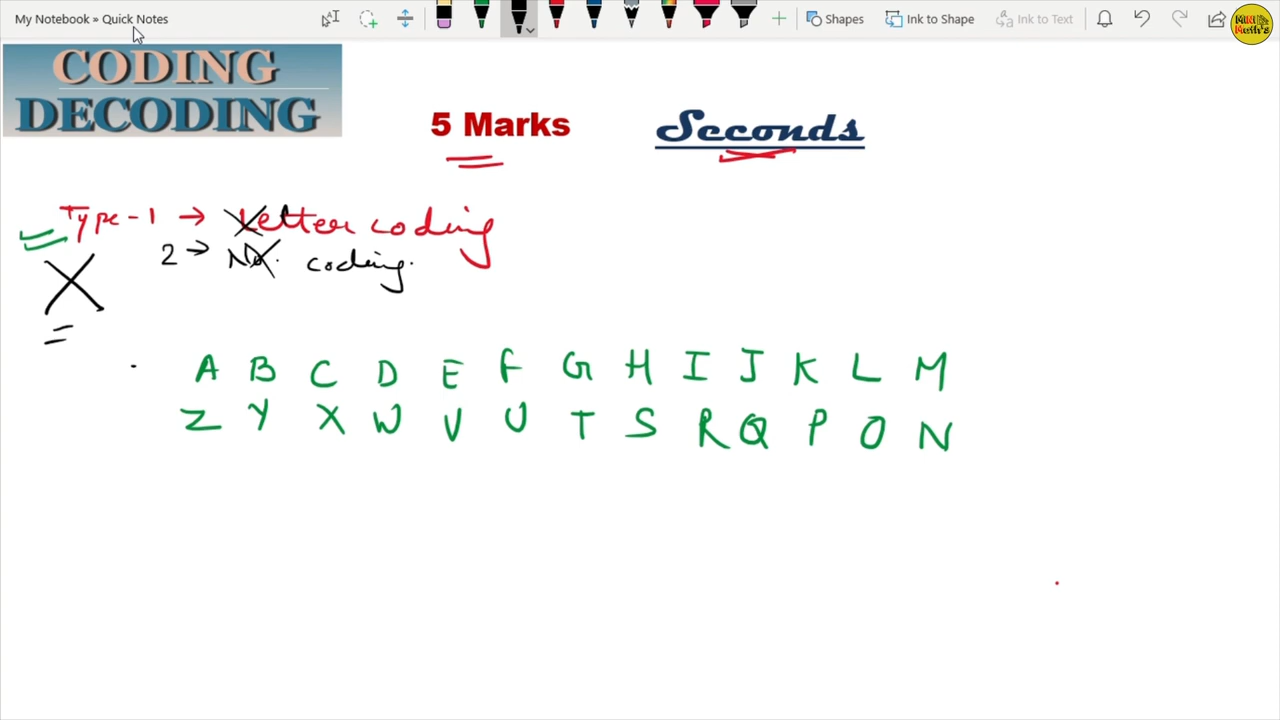 My Notebook » Quick Notes
Shapes
Ink to Shape
Ink to Text
CODING
DECODING
5 Marks
Seconds
Type-1 → Letter coding
2 → No. coding.
A B C D E F G H I J K L M
Z Y X W V U T S R Q P O N